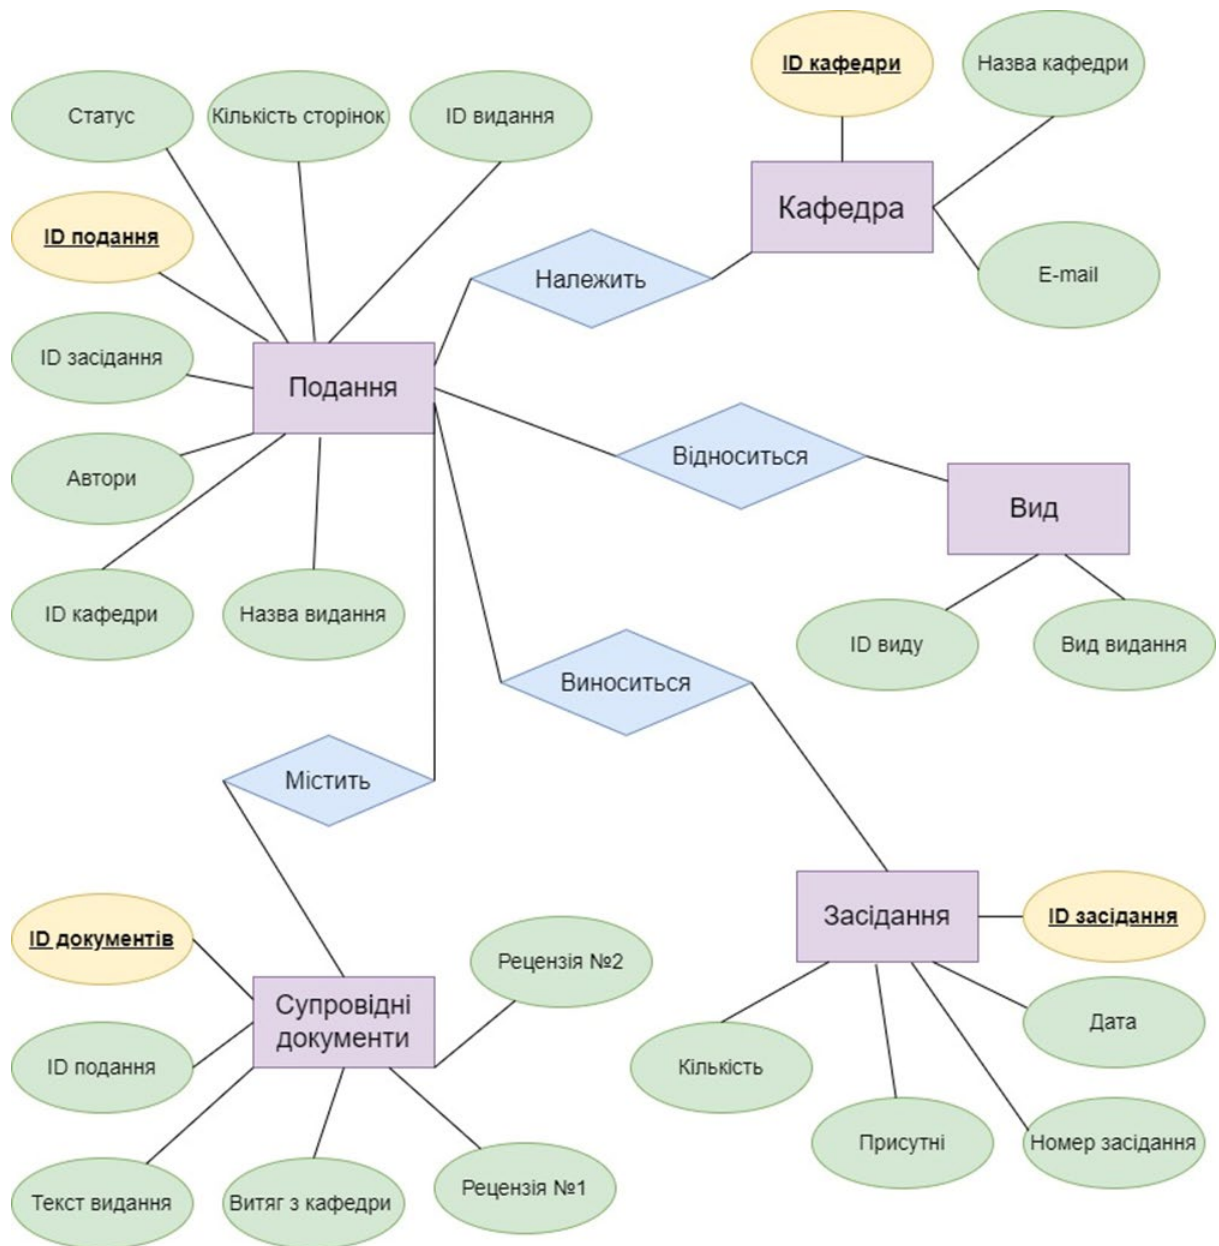 ID кафедри
Назва кафедри
Статус
Кількість сторінок
ID видання
Кафедра
ID подання
Належить
E-mail
ID засідання
Подання
Автори
Відноситься
Вид
ID кафедри
Назва видання
ID виду
Вид видання
Виноситься
Містить
ID документів
Рецензія №2
Засідання
ID засідання
Супровідні
документи
Дата
ID подання
Кількість
Присутні
Номер засідання
Текст видання
Витяг з кафедри
Рецензія №1